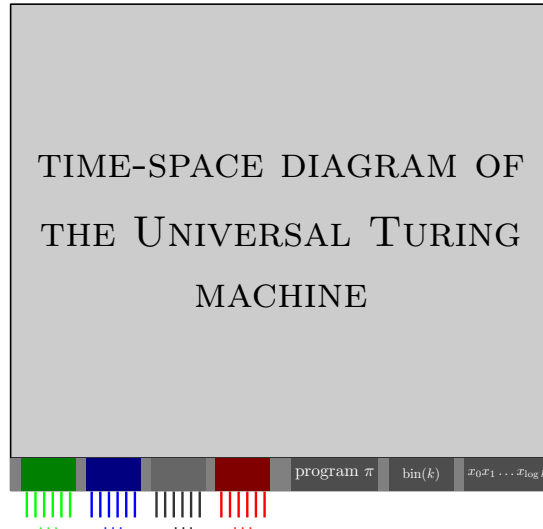 TIME-SPACE DIAGRAM OF
THE UNIVERSAL TURING
MACHINE
program π bin(k) x₀x₁…x_log